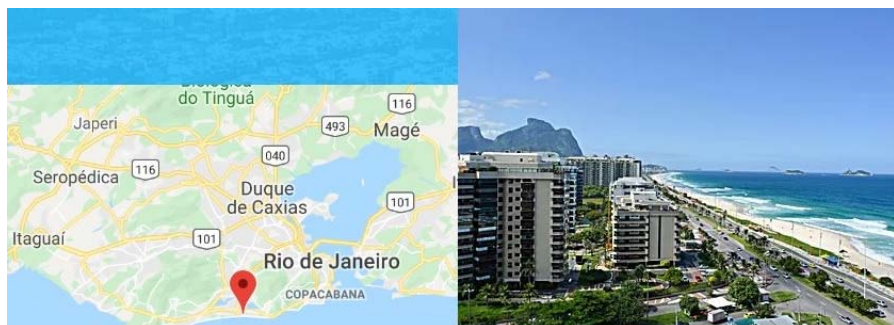 Biológica
do Tinguá
116
493
Japeri
Magé
040
116
Seropédica
Duque
de Caxias
101
101
Itaguaí
Rio de Janeiro
COPACABANA